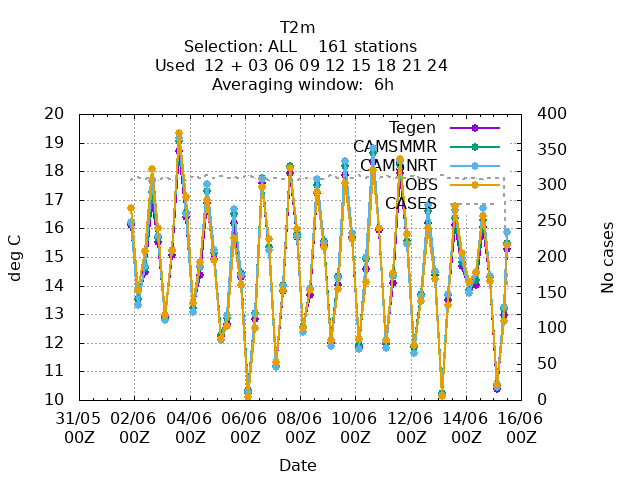 T2m
Selection: ALL    161 stations
Used  12 + 03 06 09 12 15 18 21 24
Averaging window:  6h
20
19
18
17
16
15
14
13
12
11
10
deg C
400
350
300
250
200
150
100
50
0
No cases
Tegen
CAMSMMR
CAMSNRT
OBS
CASES
31/05 02/06 04/06 06/06 08/06 10/06 12/06 14/06 16/06
00Z 00Z 00Z 00Z 00Z 00Z 00Z 00Z 00Z
Date